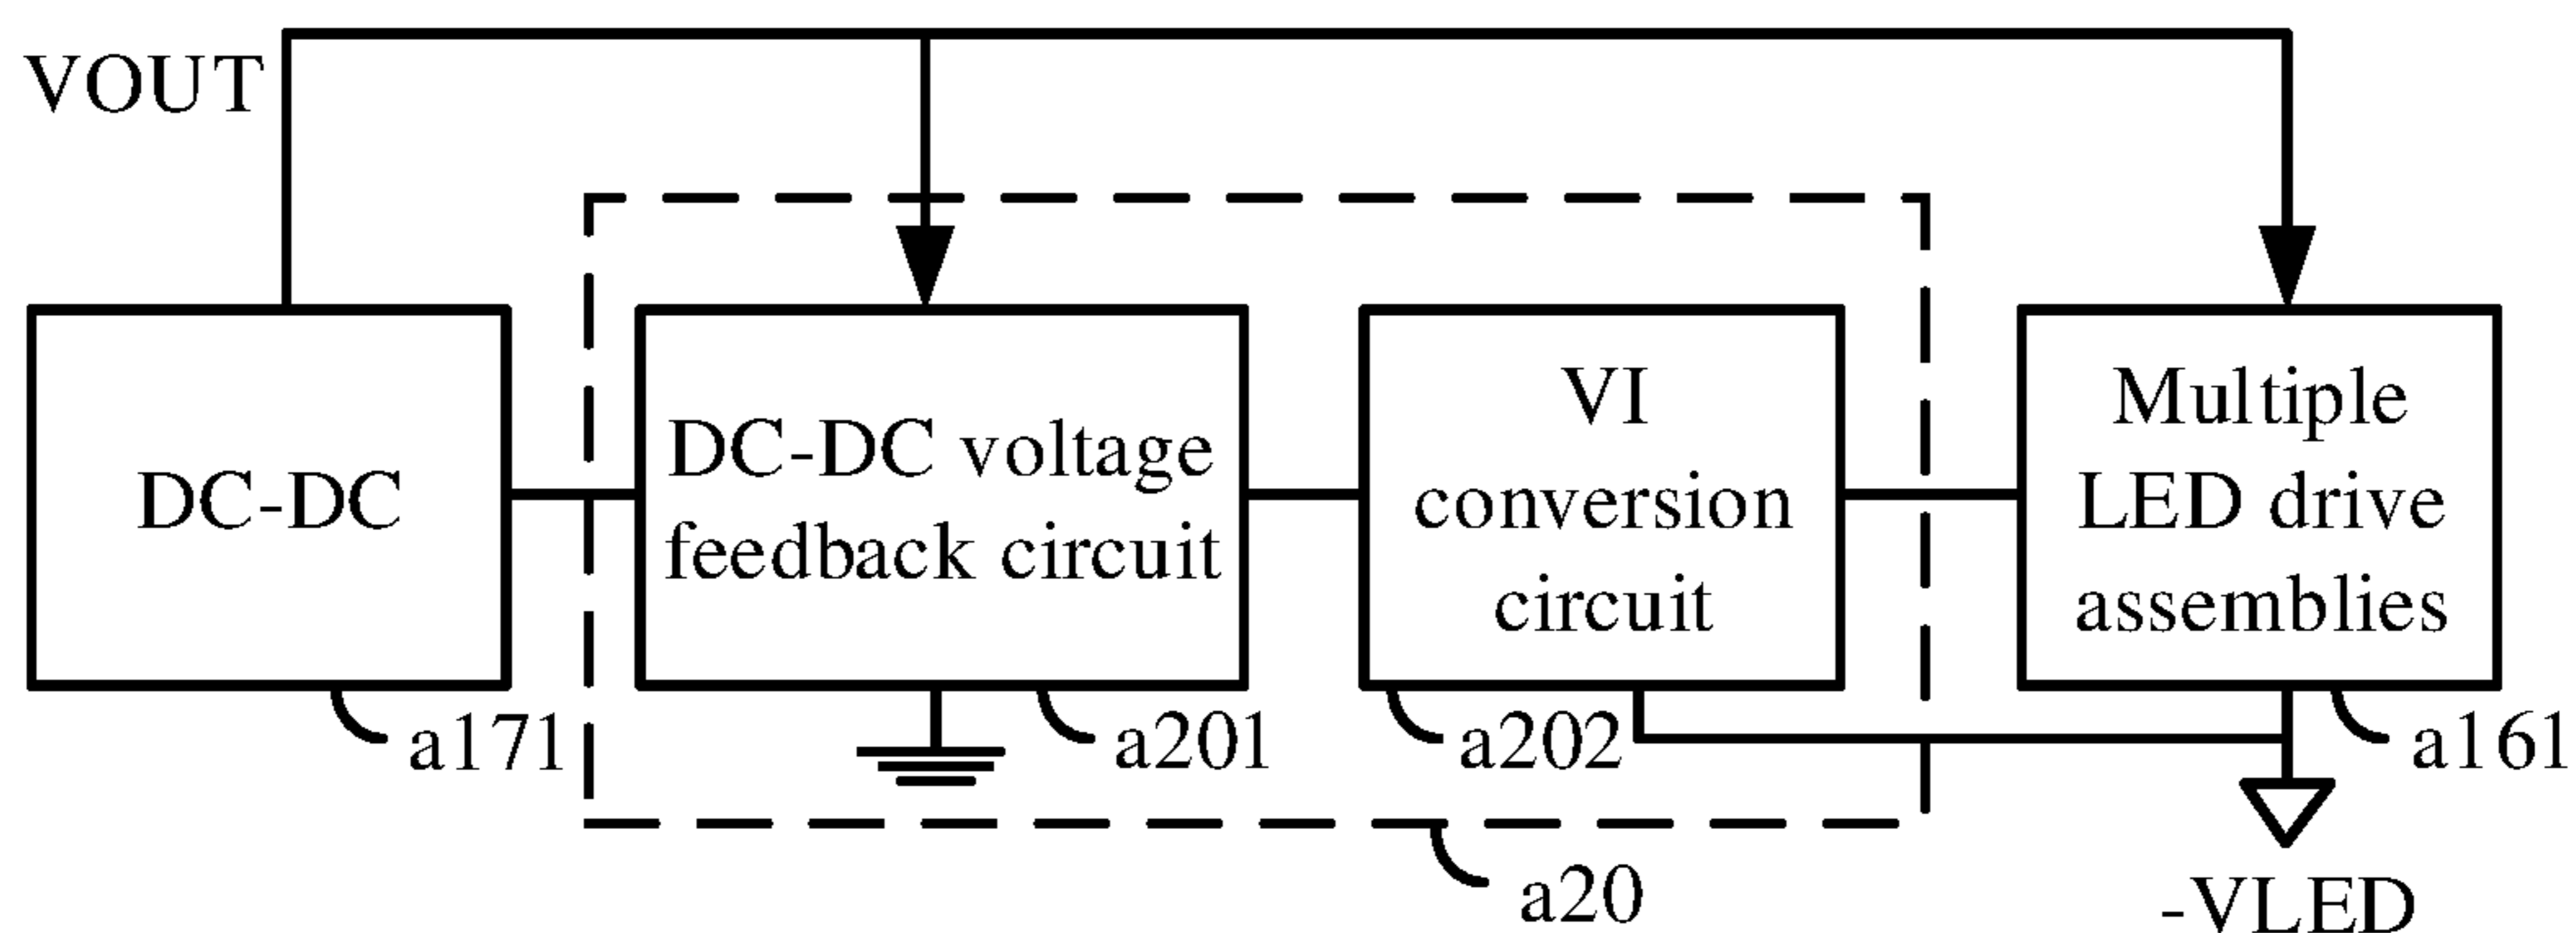 VOUT
DC-DC
DC-DC voltage
feedback circuit
VI
conversion
circuit
Multiple
LED drive
assemblies
a171
a201
a202
a161
a20
-VLED